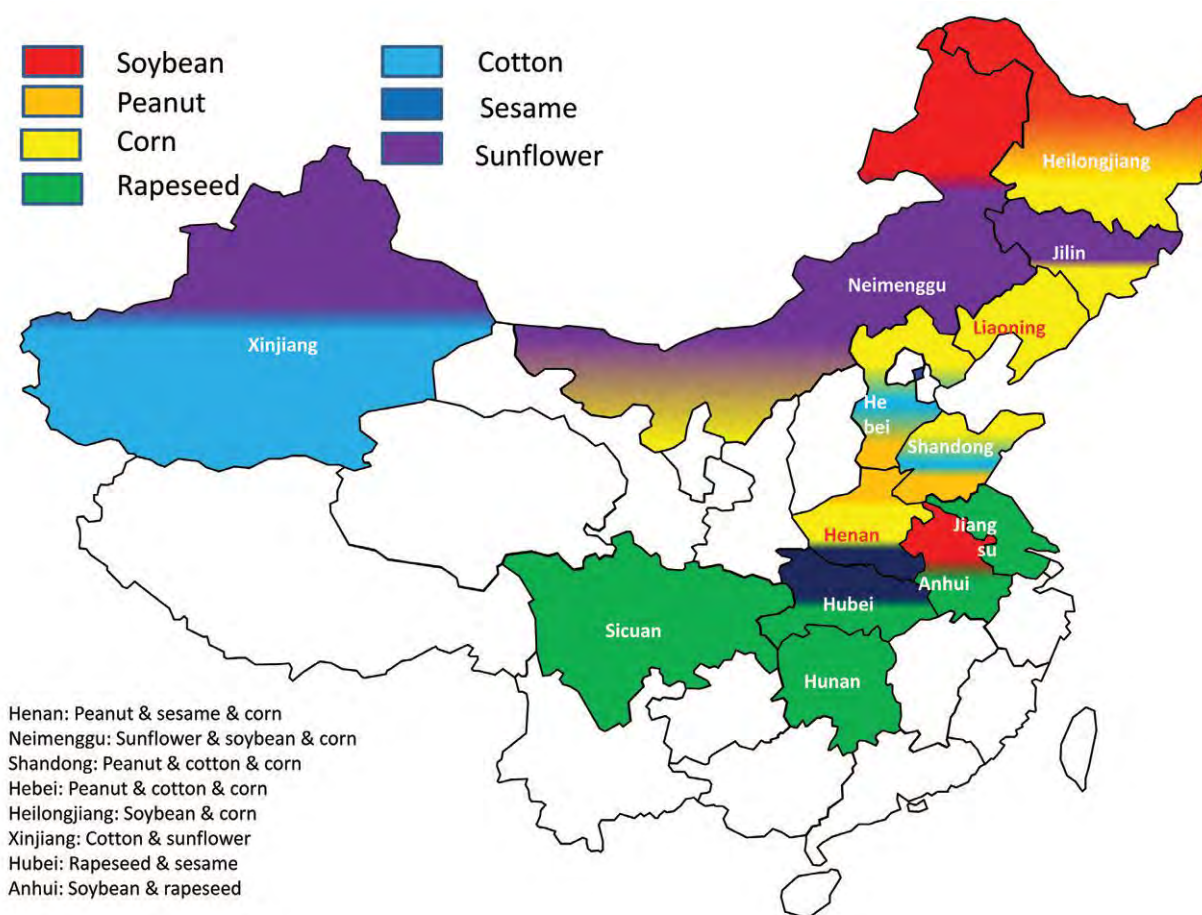 Soybean
Peanut
Corn
Rapeseed
Cotton
Sesame
Sunflower
Heilongjiang
Jilin
Neimenggu
Liaoning
Xinjiang
He
bei
Shandong
Henan
Jiang
su
Anhui
Hubei
Sicuan
Hunan
Henan: Peanut & sesame & corn
Neimenggu: Sunflower & soybean & corn
Shandong: Peanut & cotton & corn
Hebei: Peanut & cotton & corn
Heilongjiang: Soybean & corn
Xinjiang: Cotton & sunflower
Hubei: Rapeseed & sesame
Anhui: Soybean & rapeseed